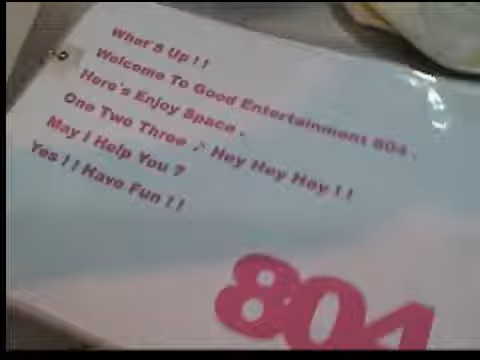 What's Up ! !
Welcome To Good Entertainment 804 .
Here's Enjoy Space .
One Two Three ♪ Hey Hey Hey ! !
May I Help You ?
Yes ! ! Have Fun ! !
804